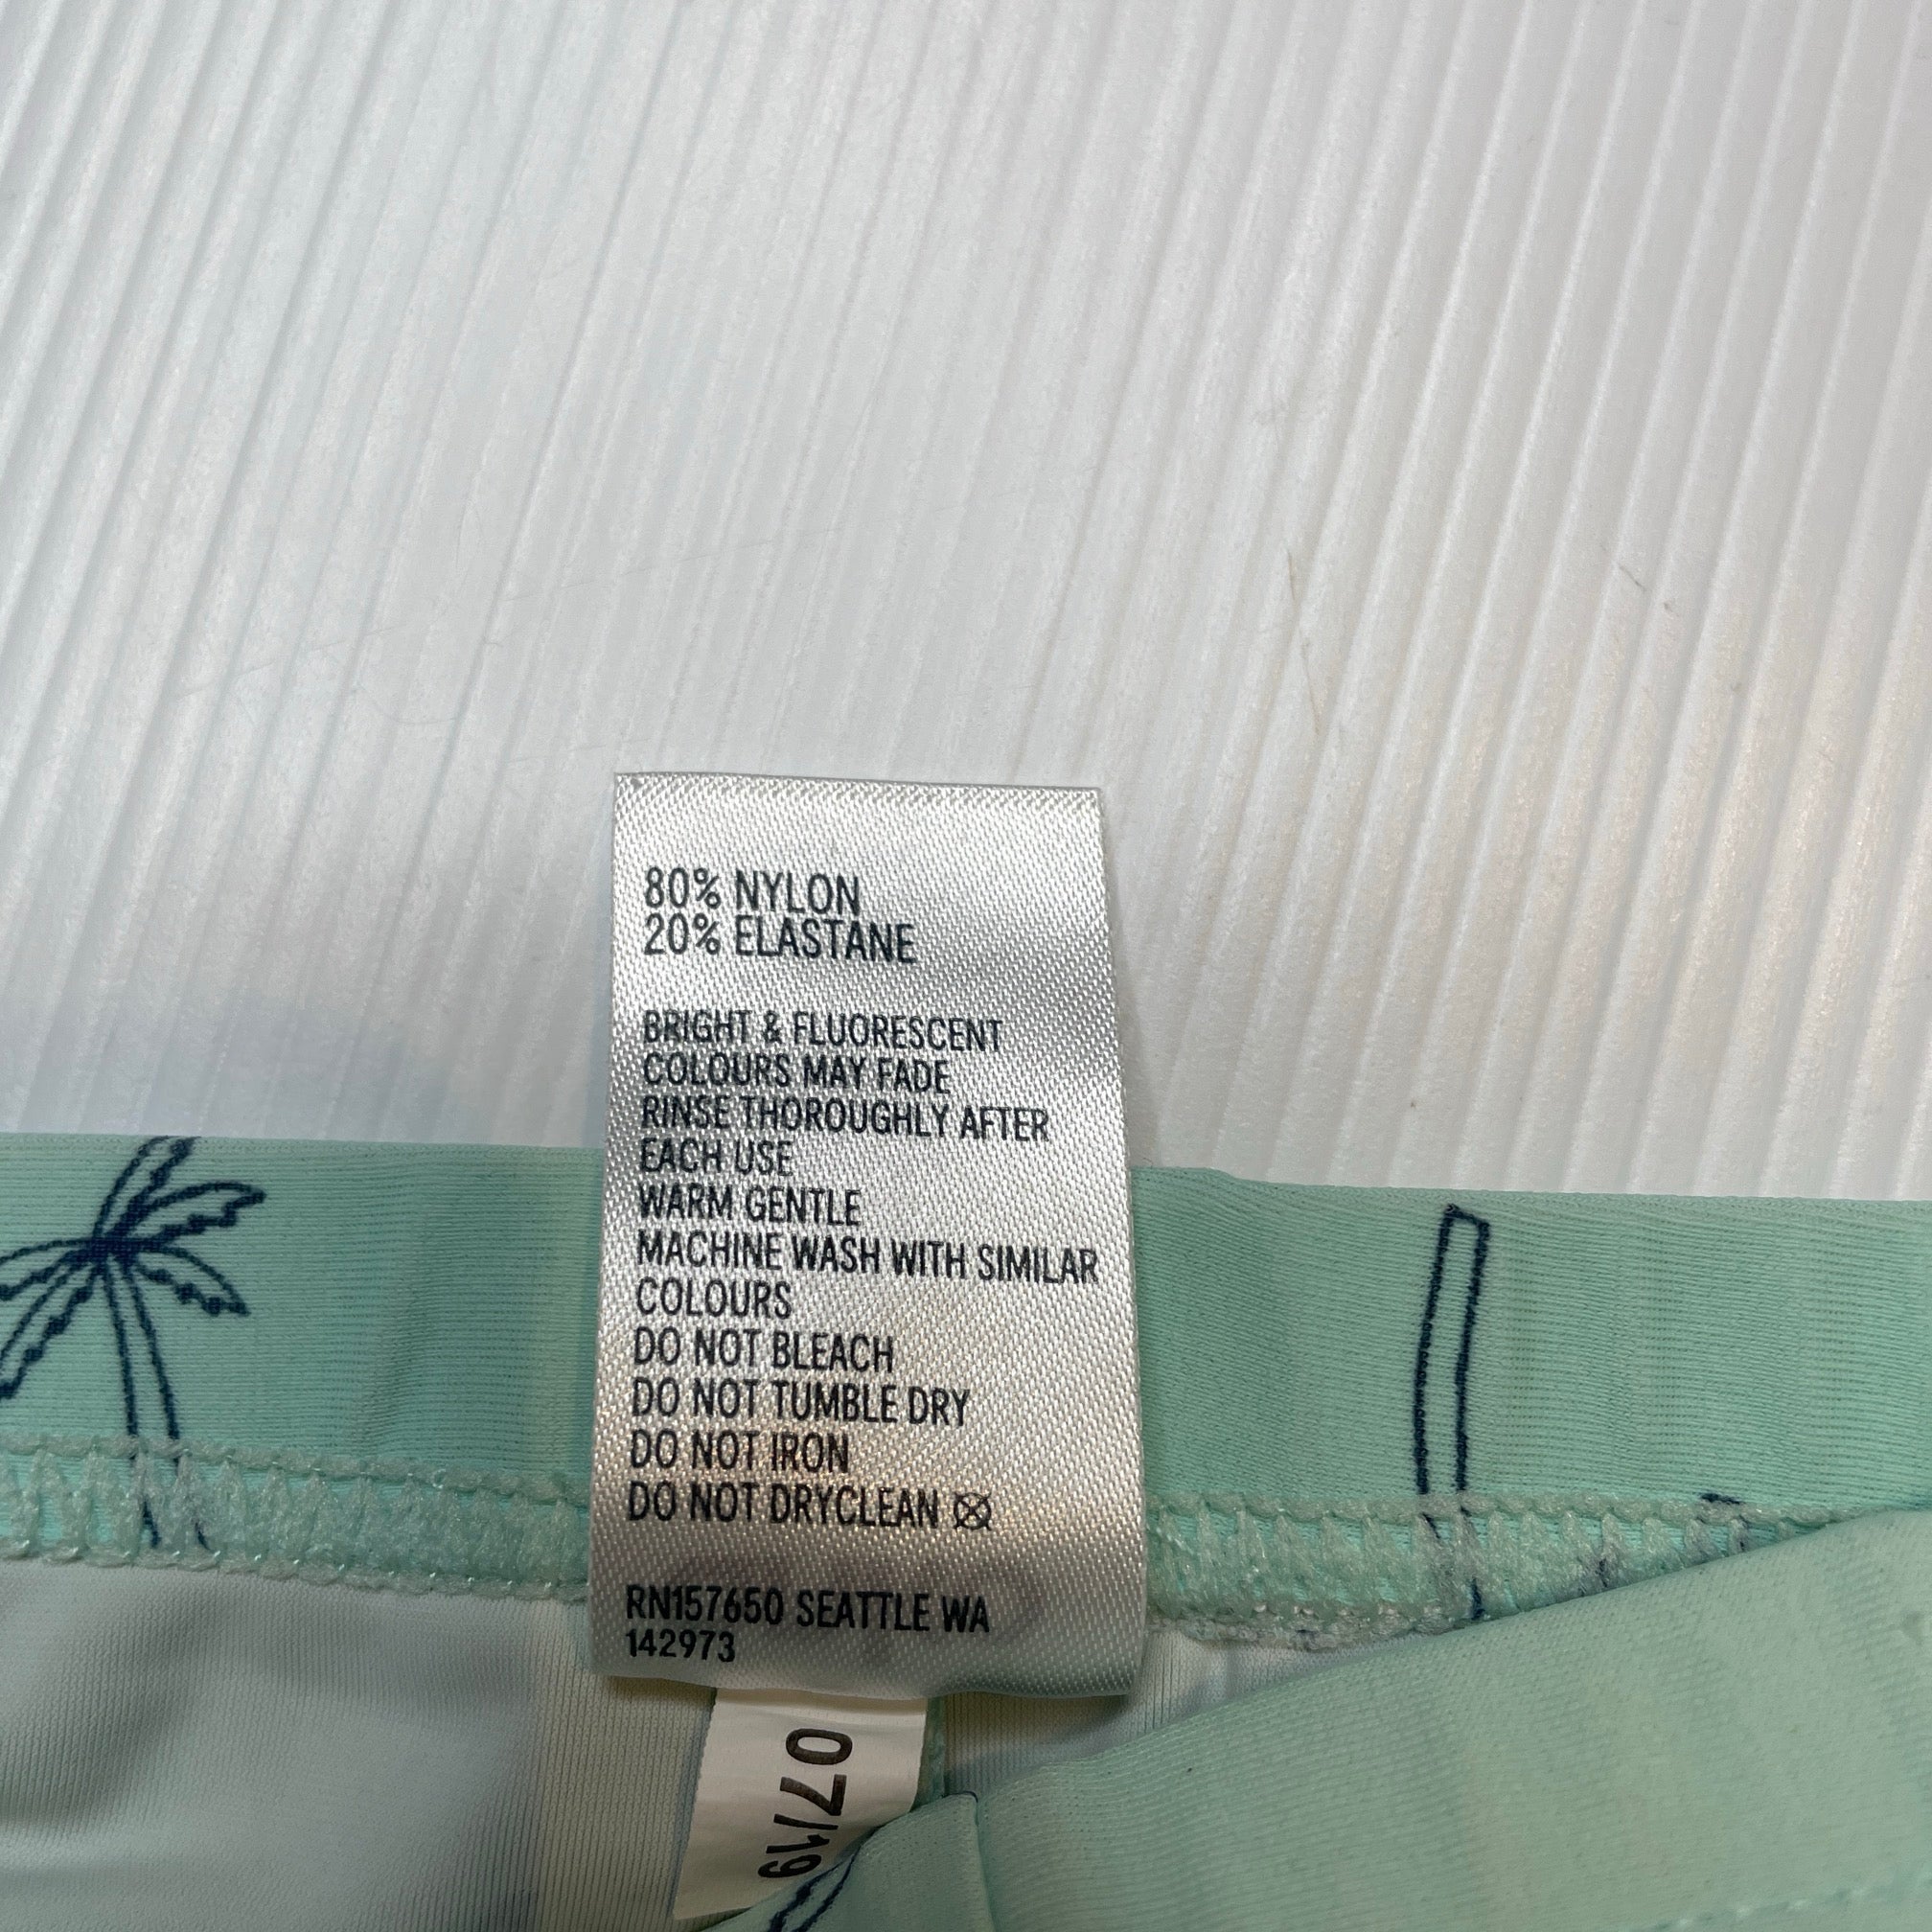 80% NYLON
20% ELASTANE
BRIGHT & FLUORESCENT
COLOURS MAY FADE
RINSE THOROUGHLY AFTER
EACH USE
WARM GENTLE
MACHINE WASH WITH SIMILAR
COLOURS
DO NOT BLEACH
DO NOT TUMBLE DRY
DO NOT IRON
DO NOT DRYCLEAN
RN157650 SEATTLE WA
142973
07/19